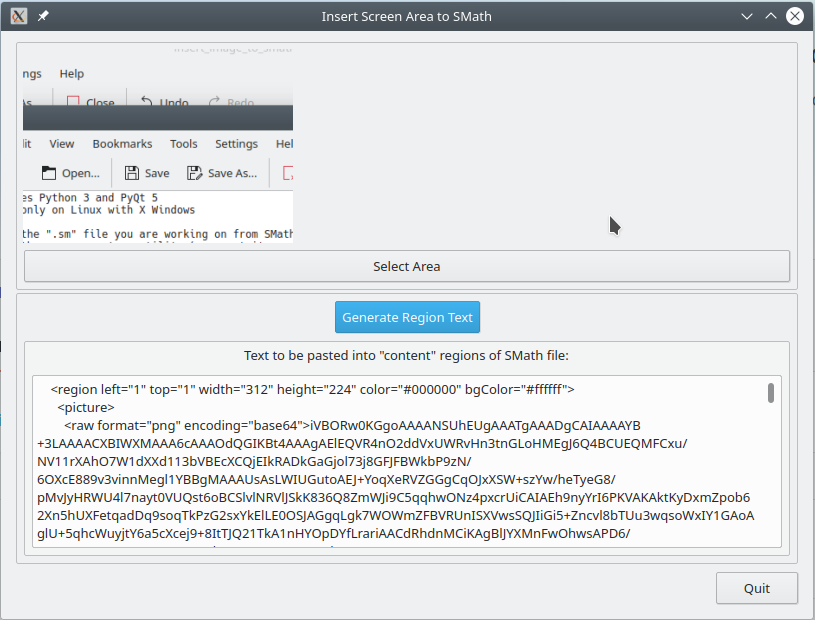 Insert Screen Area to SMath
ngs Help
As Close Undo Redo
lit View Bookmarks Tools Settings Hel
Open... Save Save As...
es Python 3 and PyQt 5
only on Linux with X Windows
the ".sm" file you are working on from SMath
Select Area
Generate Region Text
Text to be pasted into "content" regions of SMath file:
<region left="1" top="1" width="312" height="224" color="#000000" bgColor="#ffffff">
<picture>
<raw format="png" encoding="base64">iVBORw0KGgoAAAANSUhEUgAAATgAAADgCAIAAAAYB
+3LAAAACXBIWXMAAA6cAAAOdQGIKBt4AAAgAElEQVR4nO2ddVxUWRvHn3tnGLoHMEgJ6Q4BCUEQMFCxu/
NV11rXAhO7W1dXXd113bVBEcXCQjEIkRADkGaGjol73j8GFJFBWkbP9zN/
6OXcE889v3vinnMegl1YBBgMAAAUsAsLWIUGutoAEJ+YoqXeRVZGGgCqOJxXSW+szYw/heTyeG8/
pMvJyHRWU4l7nayt0VUQst6oBCSlvlNRVlJSkK836Q8ZmWJi9C5qqhwONz4pxcrUiCAIAEh9nyYrI6PKVAKAktKyDxmZpob6
2Xn5hUXFetqadDq9soqTkPzG2sxYkElLE0OSJAGgqLgk7WOWmZFBVRUnISXVwsSQJIiGi5+Zncvl8bTUu3wqsoWxIY1GAoA
glU+5qhcWuyjtY6a5cXcej9+8ItTJQ21TkA1nHYOpDYfLrariAACdRhdnMCiKAgBlJYXMnFwOhwsAPD6/